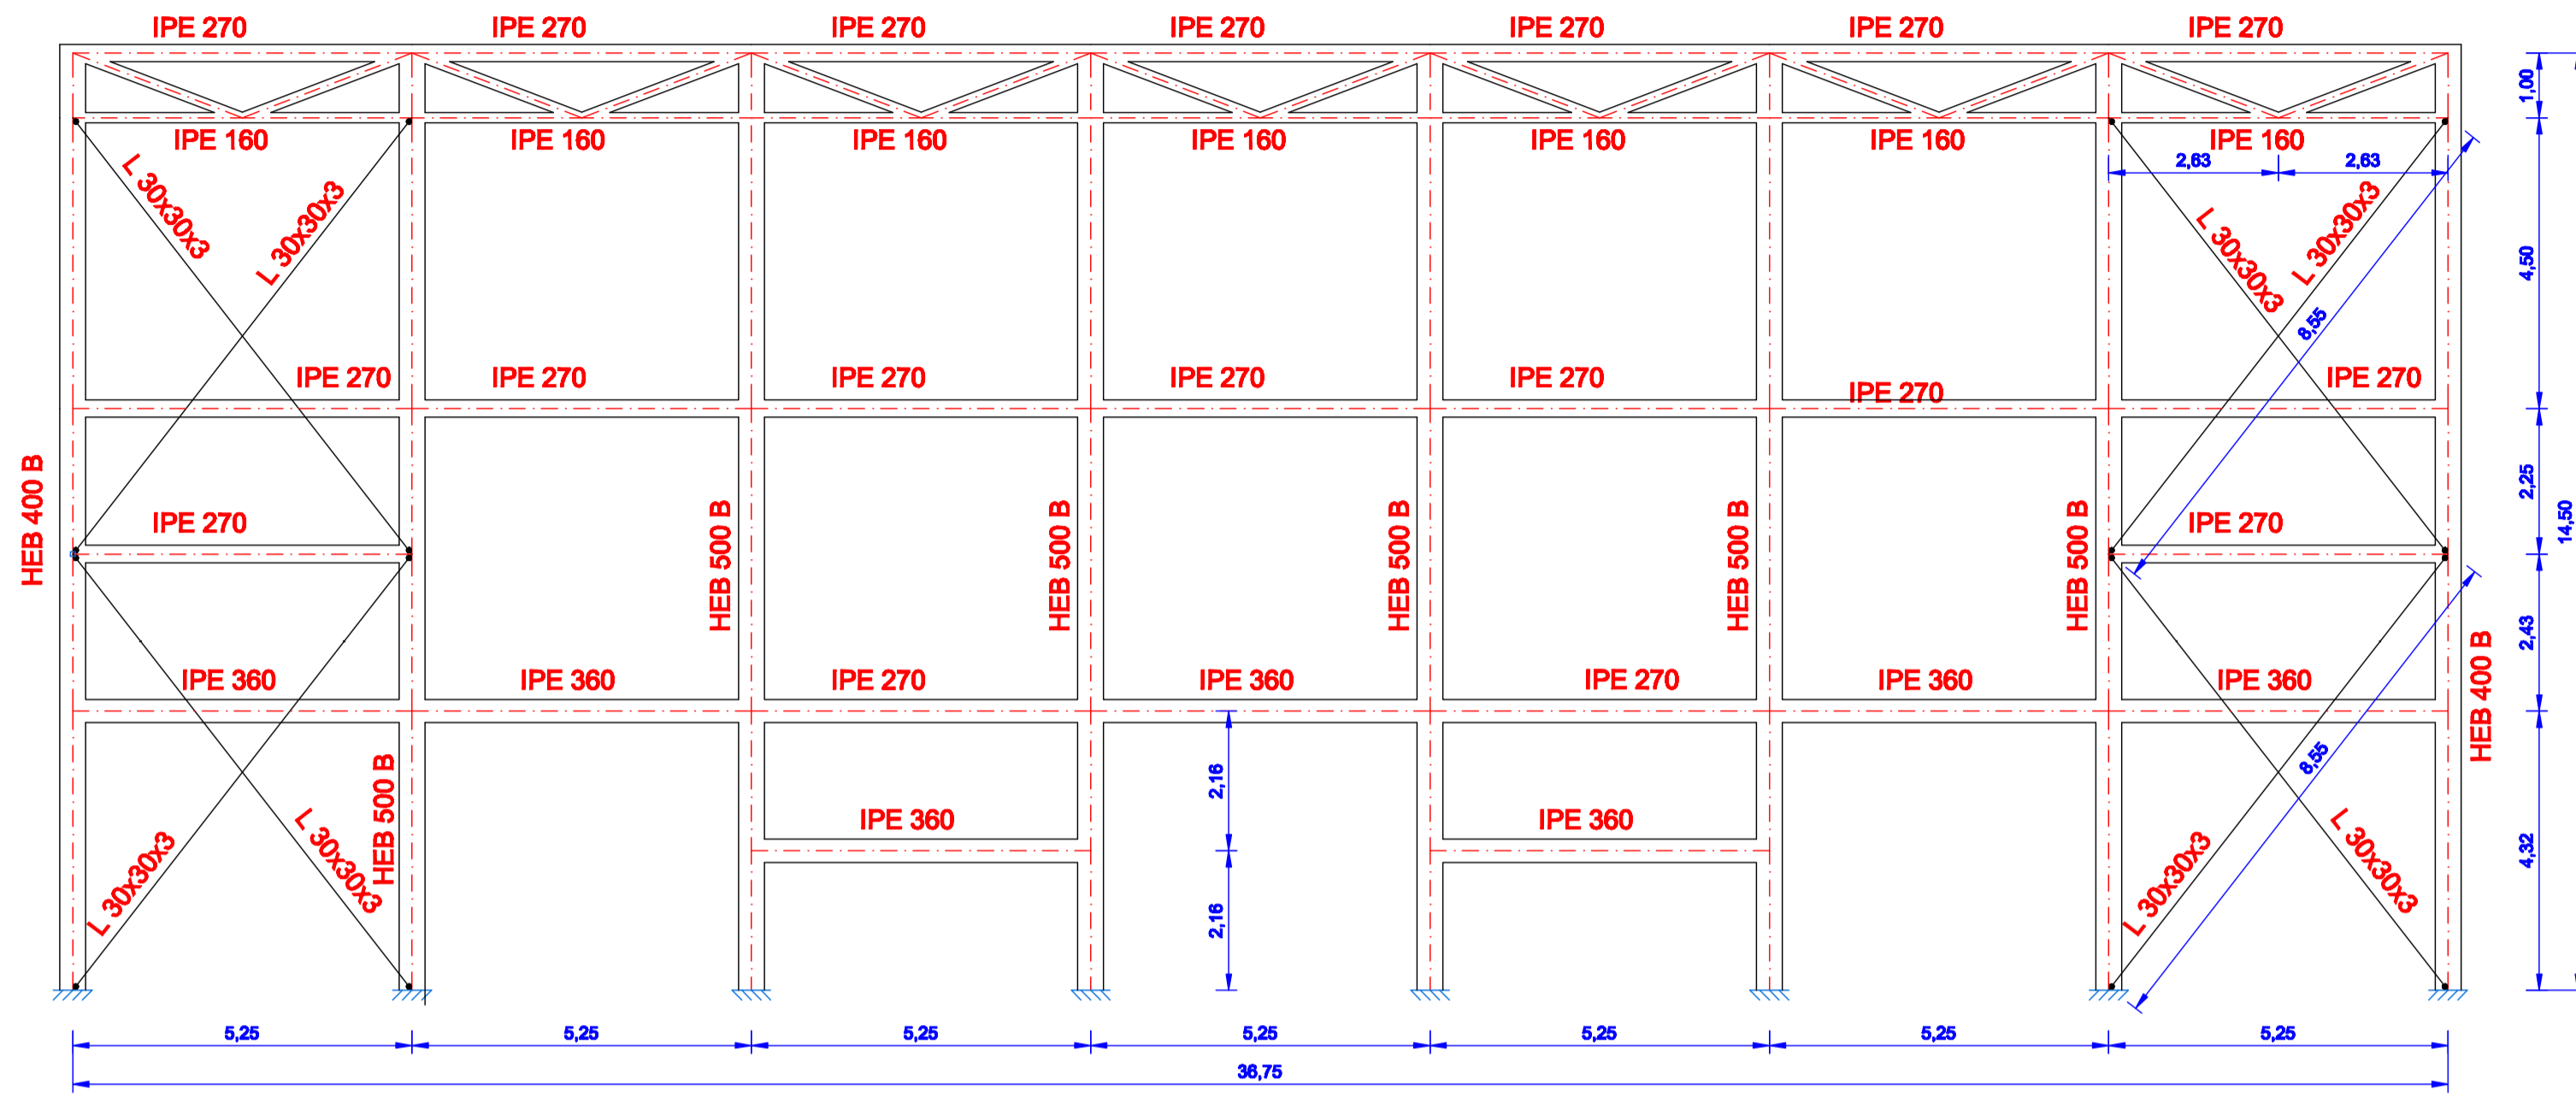 IPE 270 IPE 270 IPE 270 IPE 270 IPE 270 IPE 270 IPE 270
1,00
IPE 160 IPE 160 IPE 160 IPE 160 IPE 160 IPE 160 IPE 160
2,63 2,63
L 30x30x3
L 30x30x3
L 30x30x3
L 30x30x3
4,50
8,55
IPE 270 IPE 270 IPE 270 IPE 270 IPE 270 IPE 270 IPE 270
HEB 400 B
2,25
14,50
IPE 270 IPE 270
HEB 500 B
HEB 500 B
HEB 500 B
HEB 500 B
HEB 500 B
2,43
HEB 400 B
IPE 360 IPE 360 IPE 270 IPE 360 IPE 270 IPE 360 IPE 360
2,16
8,55
HEB 500 B
IPE 360 IPE 360
L 30x30x3
L 30x30x3
L 30x30x3
L 30x30x3
4,32
2,16
5,25 5,25 5,25 5,25 5,25 5,25 5,25
36,75